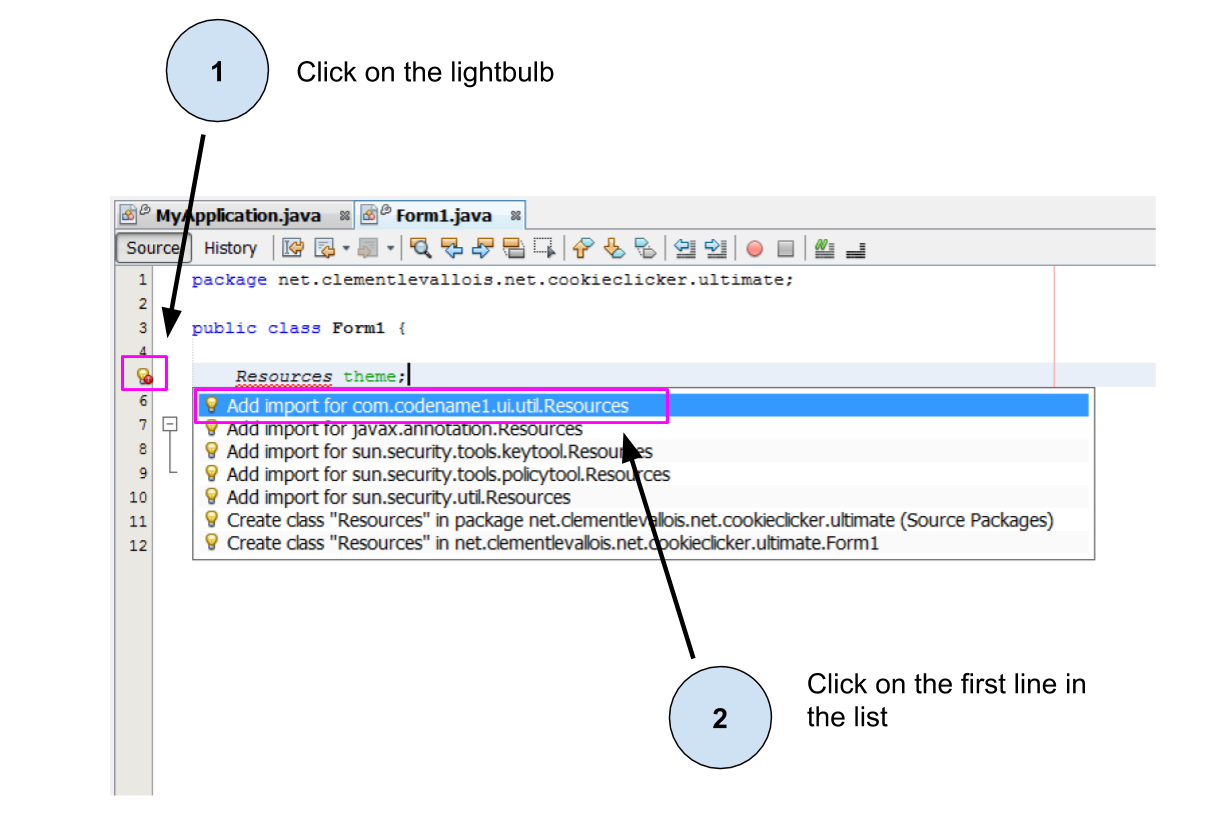 1
Click on the lightbulb
MyApplication.java
Form1.java
Source
History
1 package net.clementlevallois.net.cookieclicker.ultimate;
2
3 public class Form1 {
4
Resources theme;
6
7
8
9
10
11
12
Add import for com.codename1.ui.util.Resources
Add import for javax.annotation.Resources
Add import for sun.security.tools.keytool.Resources
Add import for sun.security.tools.policytool.Resources
Add import for sun.security.util.Resources
Create class "Resources" in package net.clementlevallois.net.cookieclicker.ultimate (Source Packages)
Create class "Resources" in net.clementlevallois.net.cookieclicker.ultimate.Form1
2
Click on the first line in
the list